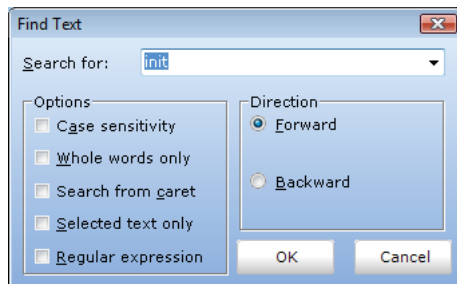 Find Text
Search for: init
Options
Case sensitivity
Whole words only
Search from caret
Selected text only
Regular expression
Direction
Forward
Backward
OK Cancel